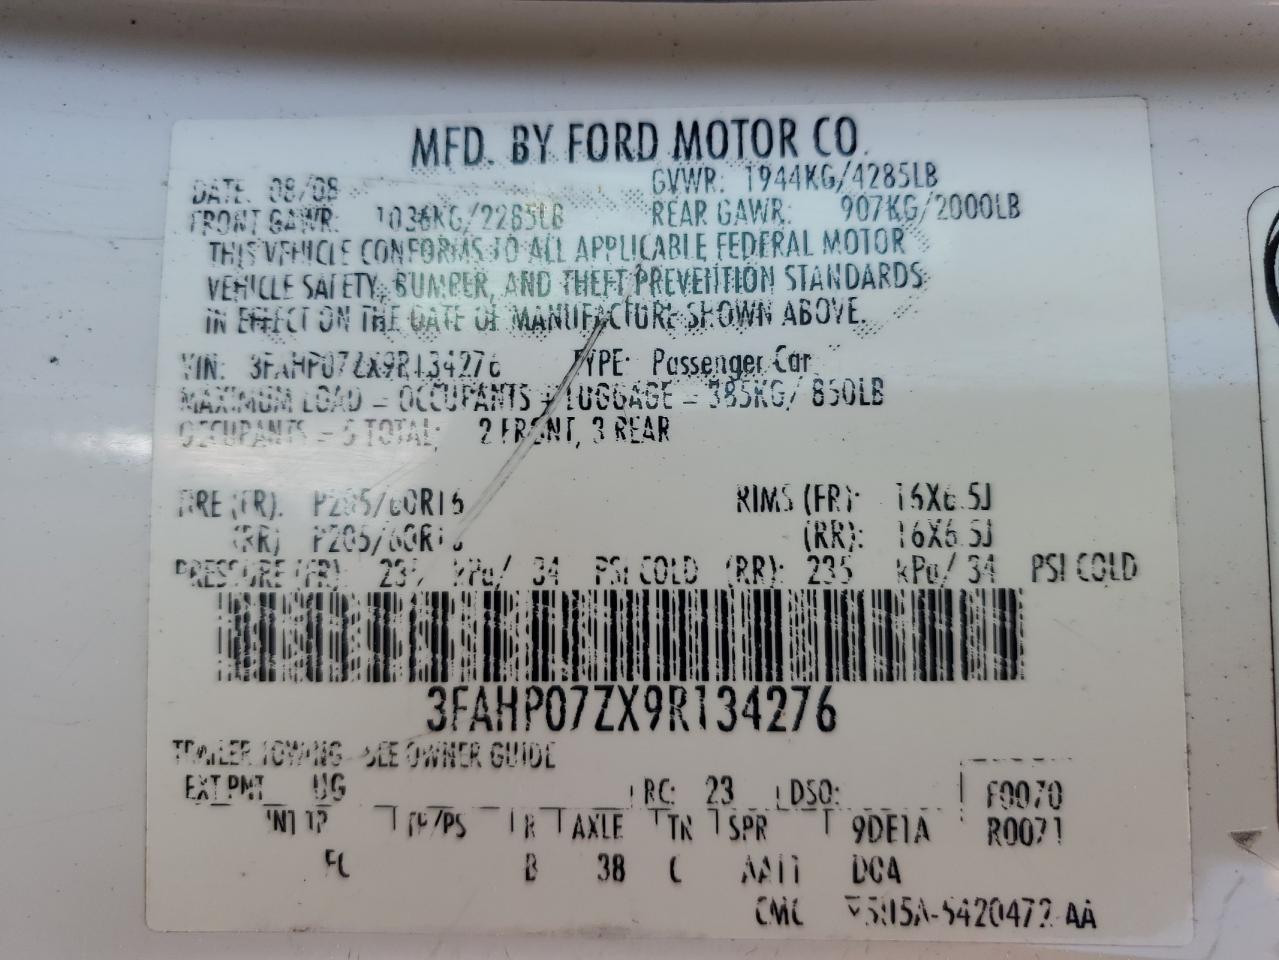 MFD. BY FORD MOTOR CO.
DATE: 08/08 GVWR: 1944KG/4285LB
FRONT GAWR: 1036KG/2285LB REAR GAWR: 907KG/2000LB
THIS VEHICLE CONFORMS TO ALL APPLICABLE FEDERAL MOTOR
VEHICLE SAFETY, BUMPER, AND THEFT PREVENTION STANDARDS
IN EFFECT ON THE DATE OF MANUFACTURE SHOWN ABOVE.
VIN: 3FAHP07ZX9R134276 TYPE: Passenger Car
MAXIMUM LOAD = OCCUPANTS + LUGGAGE = 385KG/ 850LB
OCCUPANTS = 5 TOTAL; 2 FRONT, 3 REAR
TIRE (FR): P205/60R16 RIMS (FR): 16X6.5J
(RR) P205/60R16 (RR): 16X6.5J
PRESSURE (FR): 235 kPa/ 34 PSI COLD (RR): 235 kPa/ 34 PSI COLD
3FAHP07ZX9R134276
TRAILER TOWING - SEE OWNER GUIDE
EXT PNT UG RC: 23 DSO: F0070
INT TR TP/PS R AXLE TR SPR 9DE1A R0071
B 38 C AA11 DOA